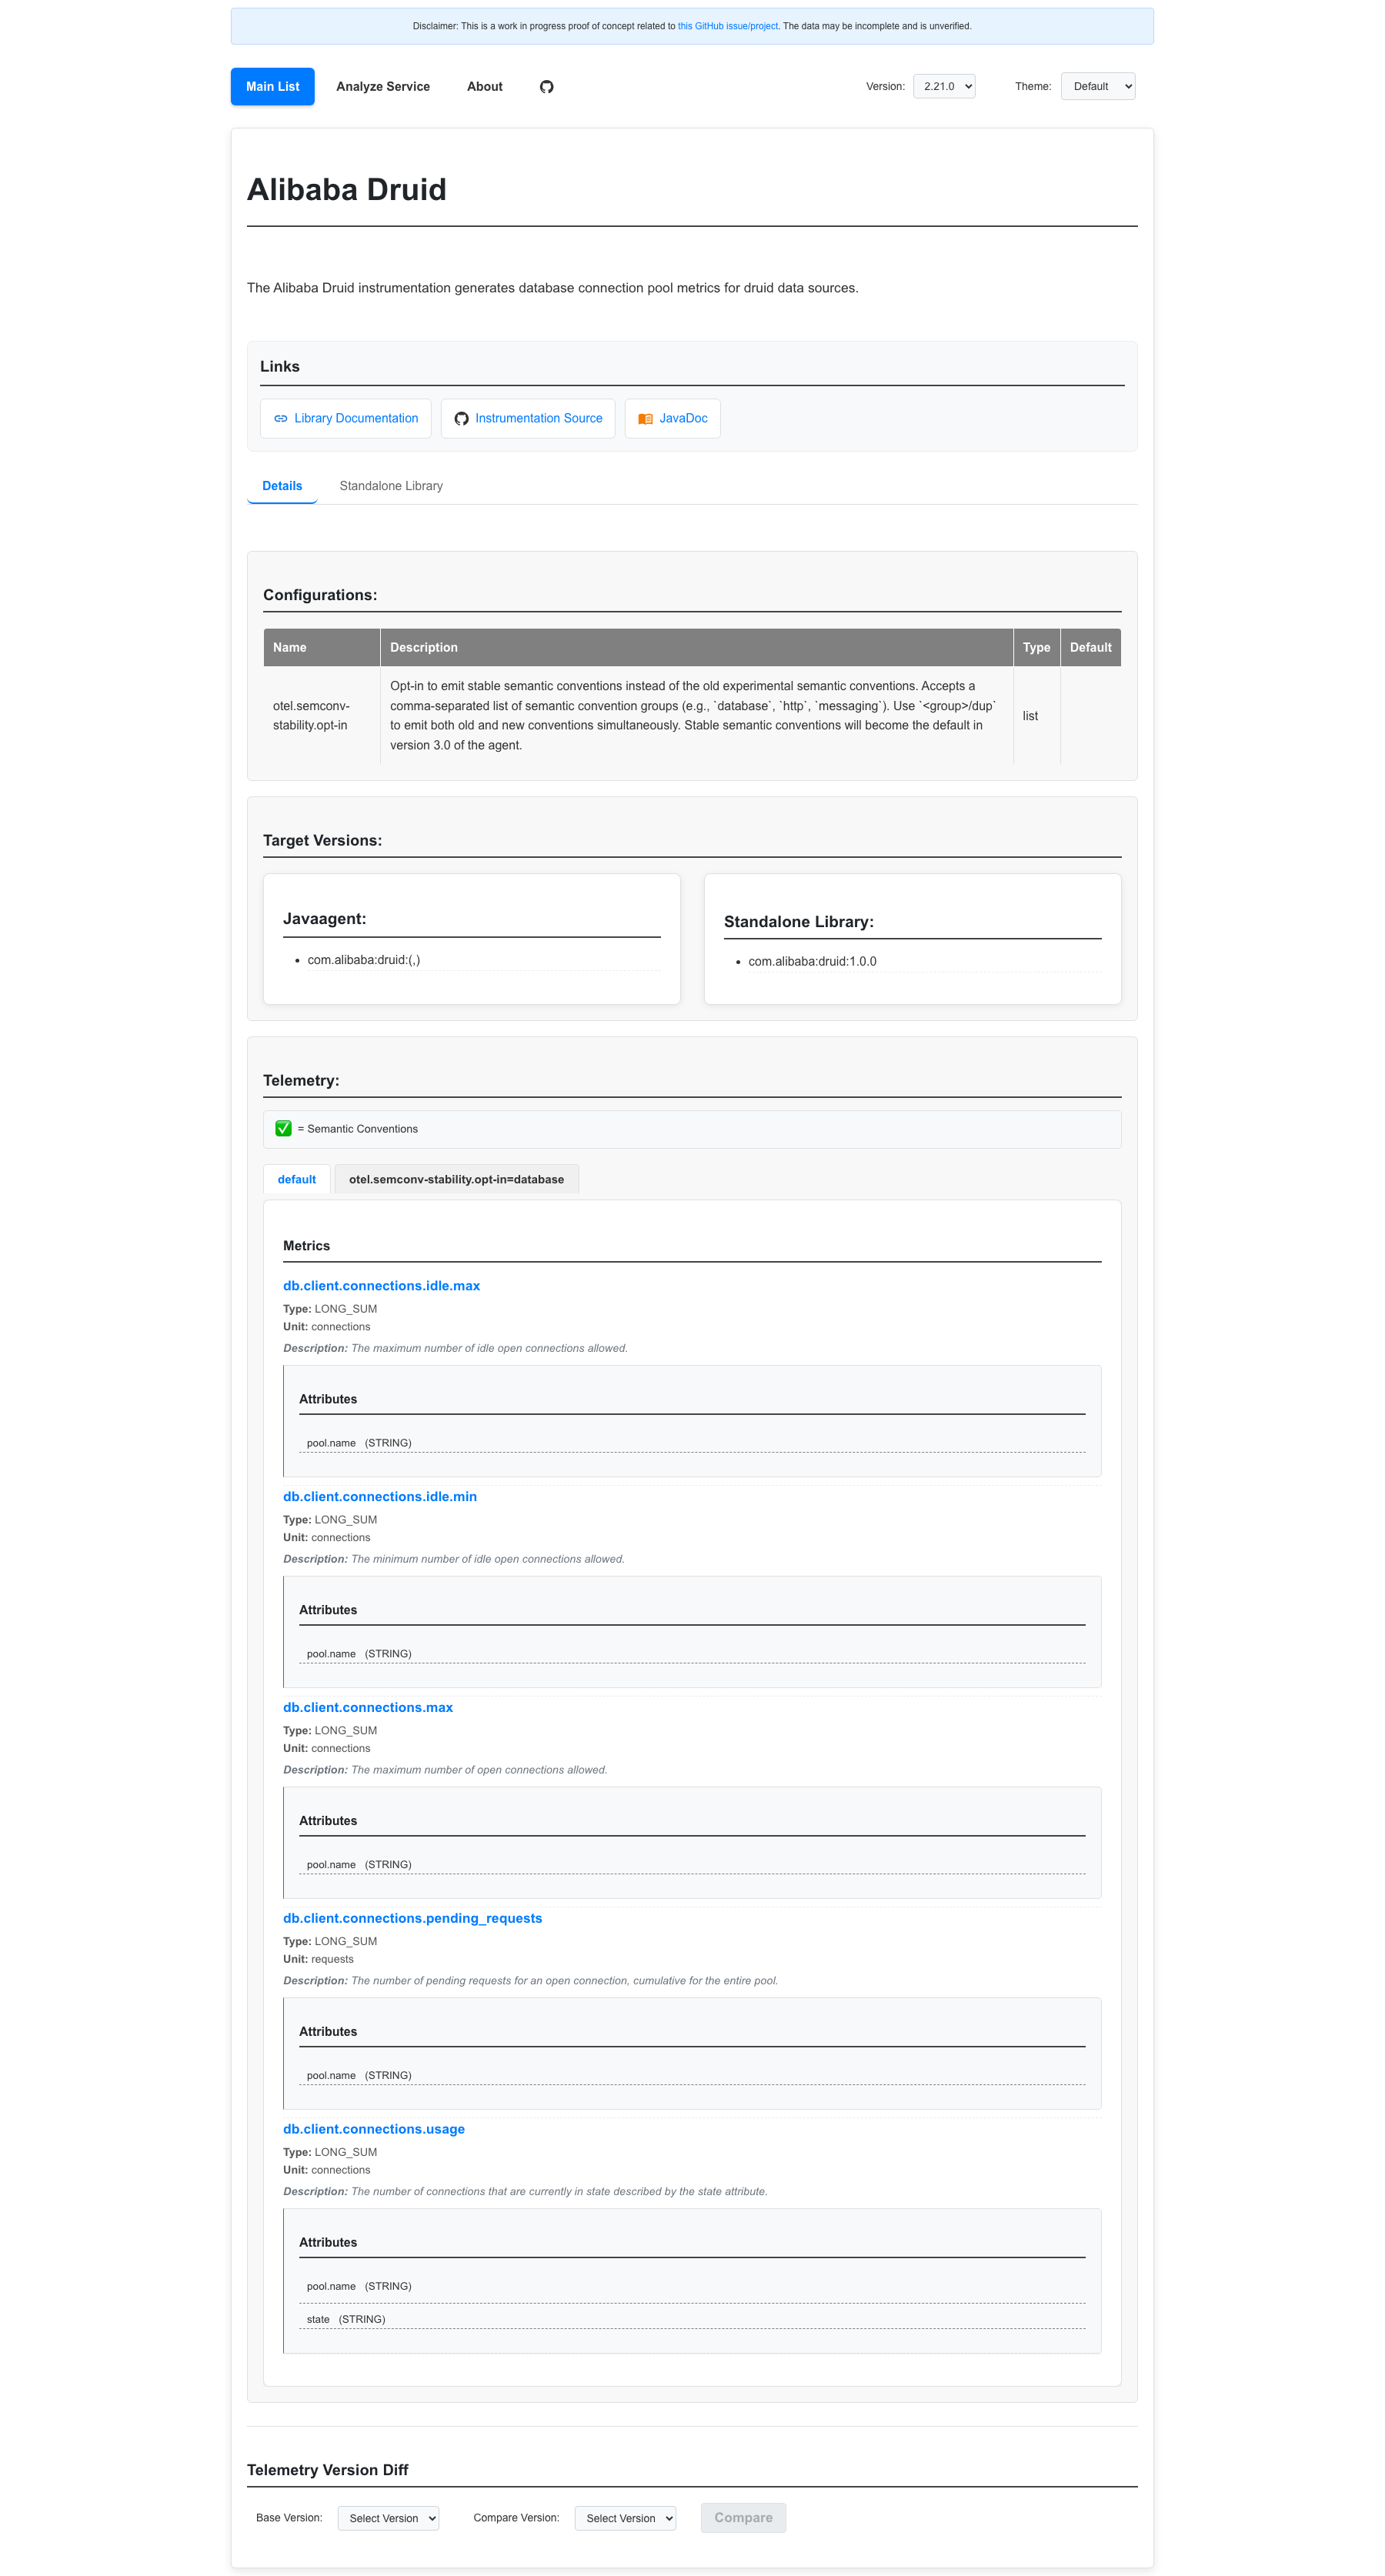 Disclaimer: This is a work in progress proof of concept related to this GitHub issue/project. The data may be incomplete and is unverified.
Main List
Analyze Service
About
Version:
2.21.0
Theme:
Default
Alibaba Druid
The Alibaba Druid instrumentation generates database connection pool metrics for druid data sources.
Links
Library Documentation
Instrumentation Source
JavaDoc
Details
Standalone Library
Configurations:
Name
Description
Type
Default
otel.semconv-
stability.opt-in
Opt-in to emit stable semantic conventions instead of the old experimental semantic conventions. Accepts a
comma-separated list of semantic convention groups (e.g., `database`, `http`, `messaging`). Use `<group>/dup`
to emit both old and new conventions simultaneously. Stable semantic conventions will become the default in
version 3.0 of the agent.
list
Target Versions:
Javaagent:
• com.alibaba:druid:(,)
Standalone Library:
• com.alibaba:druid:1.0.0
Telemetry:
✅ = Semantic Conventions
default
otel.semconv-stability.opt-in=database
Metrics
db.client.connections.idle.max
Type: LONG_SUM
Unit: connections
Description: The maximum number of idle open connections allowed.
Attributes
pool.name (STRING)
db.client.connections.idle.min
Type: LONG_SUM
Unit: connections
Description: The minimum number of idle open connections allowed.
Attributes
pool.name (STRING)
db.client.connections.max
Type: LONG_SUM
Unit: connections
Description: The maximum number of open connections allowed.
Attributes
pool.name (STRING)
db.client.connections.pending_requests
Type: LONG_SUM
Unit: requests
Description: The number of pending requests for an open connection, cumulative for the entire pool.
Attributes
pool.name (STRING)
db.client.connections.usage
Type: LONG_SUM
Unit: connections
Description: The number of connections that are currently in state described by the state attribute.
Attributes
pool.name (STRING)
state (STRING)
Telemetry Version Diff
Base Version:
Select Version
Compare Version:
Select Version
Compare